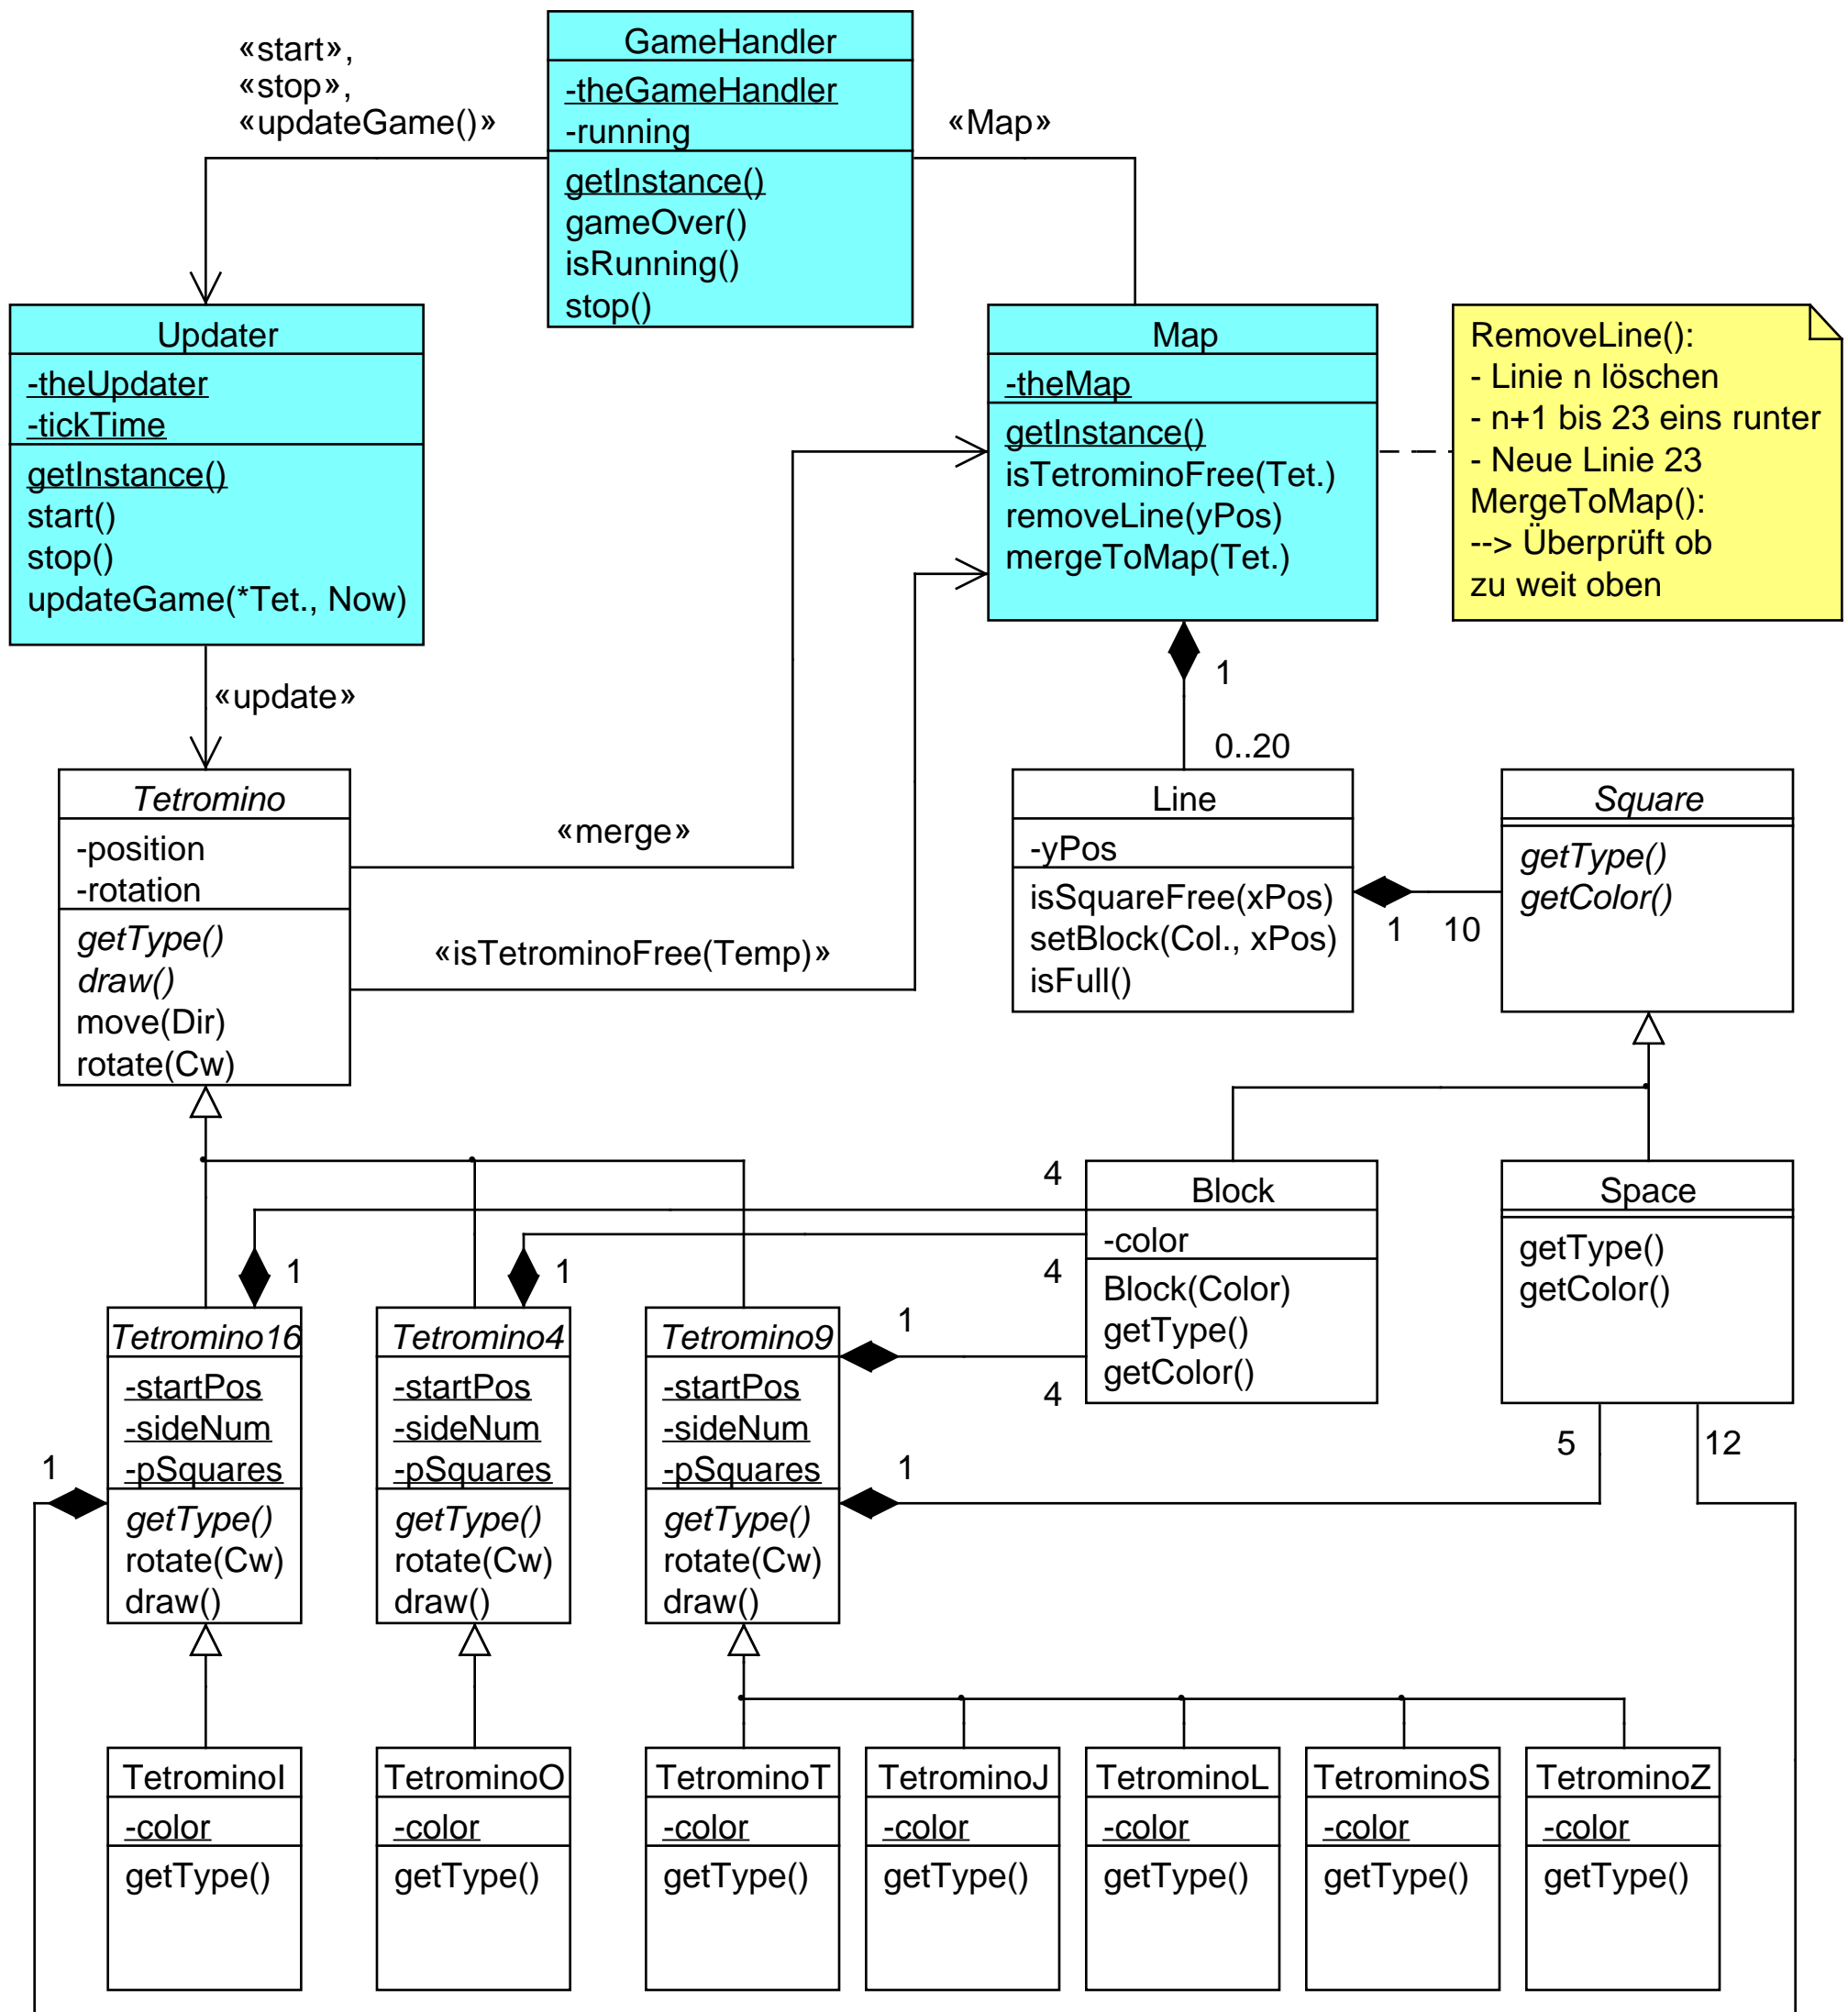 «start»,
«stop»,
«updateGame()»
GameHandler
-theGameHandler
-running
getInstance()
gameOver()
isRunning()
stop()
«Map»
Updater
-theUpdater
-tickTime
getInstance()
start()
stop()
updateGame(*Tet., Now)
Map
-theMap
getInstance()
isTetrominoFree(Tet.)
removeLine(yPos)
mergeToMap(Tet.)
RemoveLine():
- Linie n löschen
- n+1 bis 23 eins runter
- Neue Linie 23
MergeToMap():
--> Überprüft ob
zu weit oben
«update»
1
0..20
Tetromino
-position
-rotation
getType()
draw()
move(Dir)
rotate(Cw)
«merge»
«isTetrominoFree(Temp)»
Line
-yPos
isSquareFree(xPos)
setBlock(Col., xPos)
isFull()
1
10
Square
getType()
getColor()
4
4
4
Block
-color
Block(Color)
getType()
getColor()
Space
getType()
getColor()
5
12
1
1
1
1
1
Tetromino16
-startPos
-sideNum
-pSquares
getType()
rotate(Cw)
draw()
Tetromino4
-startPos
-sideNum
-pSquares
getType()
rotate(Cw)
draw()
Tetromino9
-startPos
-sideNum
-pSquares
getType()
rotate(Cw)
draw()
TetrominoI
-color
getType()
TetrominoO
-color
getType()
TetrominoT
-color
getType()
TetrominoJ
-color
getType()
TetrominoL
-color
getType()
TetrominoS
-color
getType()
TetrominoZ
-color
getType()